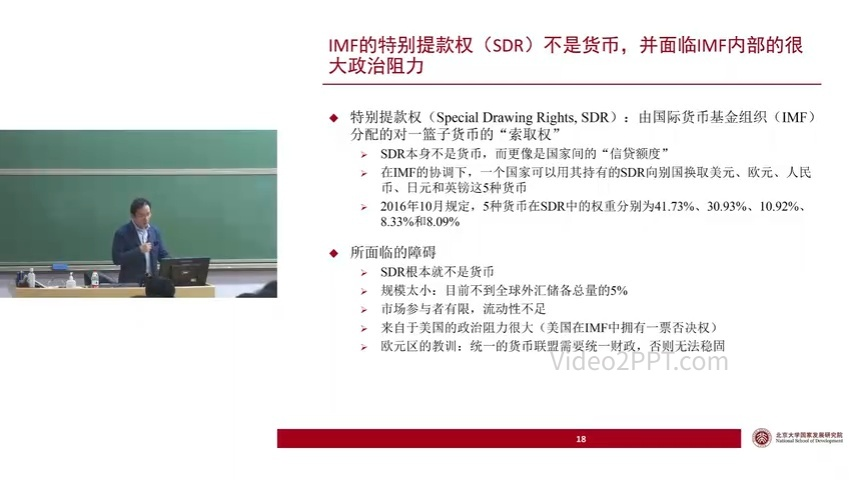 IMF的特别提款权（SDR）不是货币，并面临IMF内部的很
大政治阻力
特别提款权（Special Drawing Rights, SDR）：由国际货币基金组织（IMF）
分配的对一篮子货币的“索取权”
SDR本身不是货币，而更像是国家间的“信贷额度”
在IMF的协调下，一个国家可以用其持有的SDR向别国换取美元、欧元、人民
币、日元和英镑这5种货币
2016年10月规定，5种货币在SDR中的权重分别为41.73%、30.93%、10.92%、
8.33%和8.09%
所面临的障碍
SDR根本就不是货币
规模太小：目前不到全球外汇储备总量的5%
市场参与者有限，流动性不足
来自于美国的政治阻力很大（美国在IMF中拥有一票否决权）
欧元区的教训：统一的货币联盟需要统一财政，否则无法稳固
Video2PPT.com
18
北京大学国家发展研究院
National School of Development